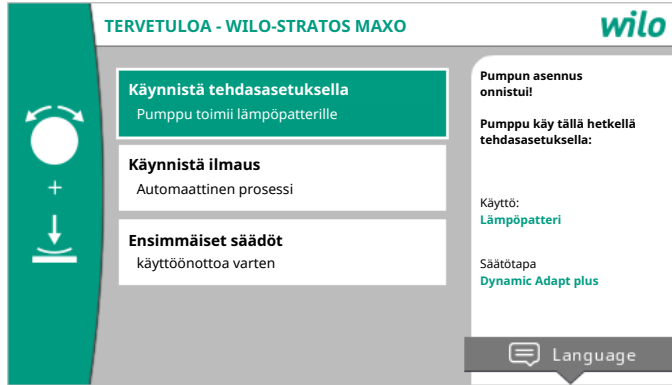 TERVETULOA - WILO-STRATOS MAXO
wilo
Käynnistä tehdasasetuksella
Pumppu toimii lämpöpatterille
Käynnistä ilmaus
Automaattinen prosessi
Ensimmäiset säädöt
käyttöönottoa varten
Pumpun asennus
onnistui!
Pumppu käy tällä hetkellä
tehdasasetuksella:
Käyttö:
Lämpöpatteri
Säätötapa
Dynamic Adapt plus
Language